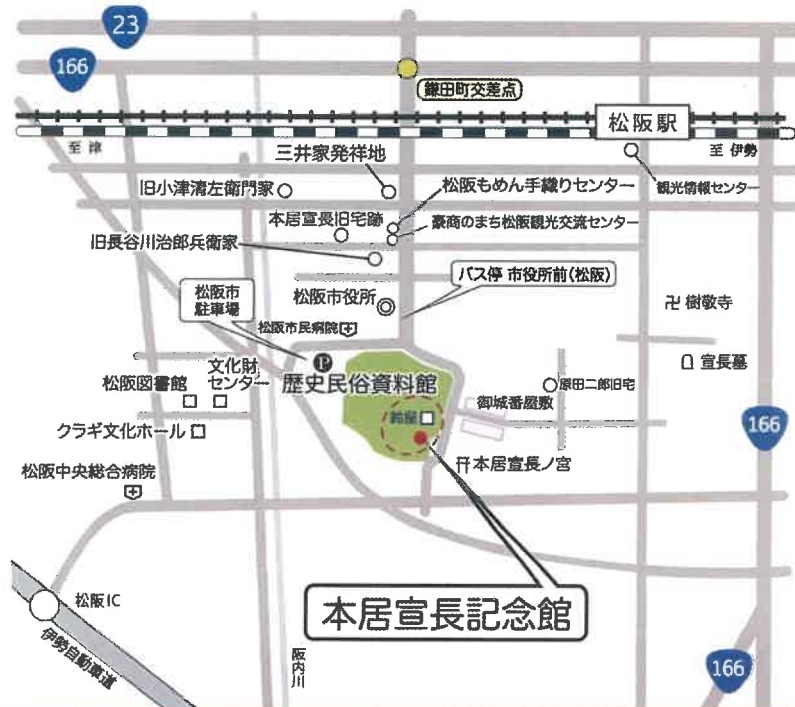 23
166
鎌田町交差点
松阪駅
至 津
至 伊勢
三井家発祥地
観光情報センター
旧小津清左衛門家
松阪もめん手織りセンター
本居宣長旧宅跡
豪商のまち松阪観光交流センター
旧長谷川治郎兵衛家
バス停 市役所前(松阪)
松阪市
駐車場
松阪市役所
卍 樹敬寺
松阪市民病院
宣長墓
P
文化財
センター
松阪図書館
歴史民俗資料館
原田二郎旧宅
御城番屋敷
鈴屋
クラギ文化ホール
166
本居宣長ノ宮
松阪中央総合病院
松阪IC
本居宣長記念館
伊勢自動車道
阪内川
166